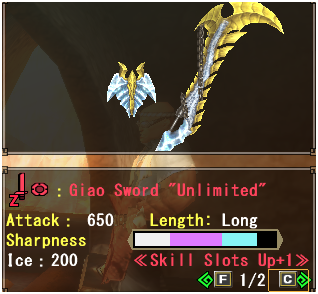 Z : Giao Sword "Unlimited"
Attack : 650 Length: Long
Sharpness
Ice : 200 ≪Skill Slots Up+1≫
F 1/2 C